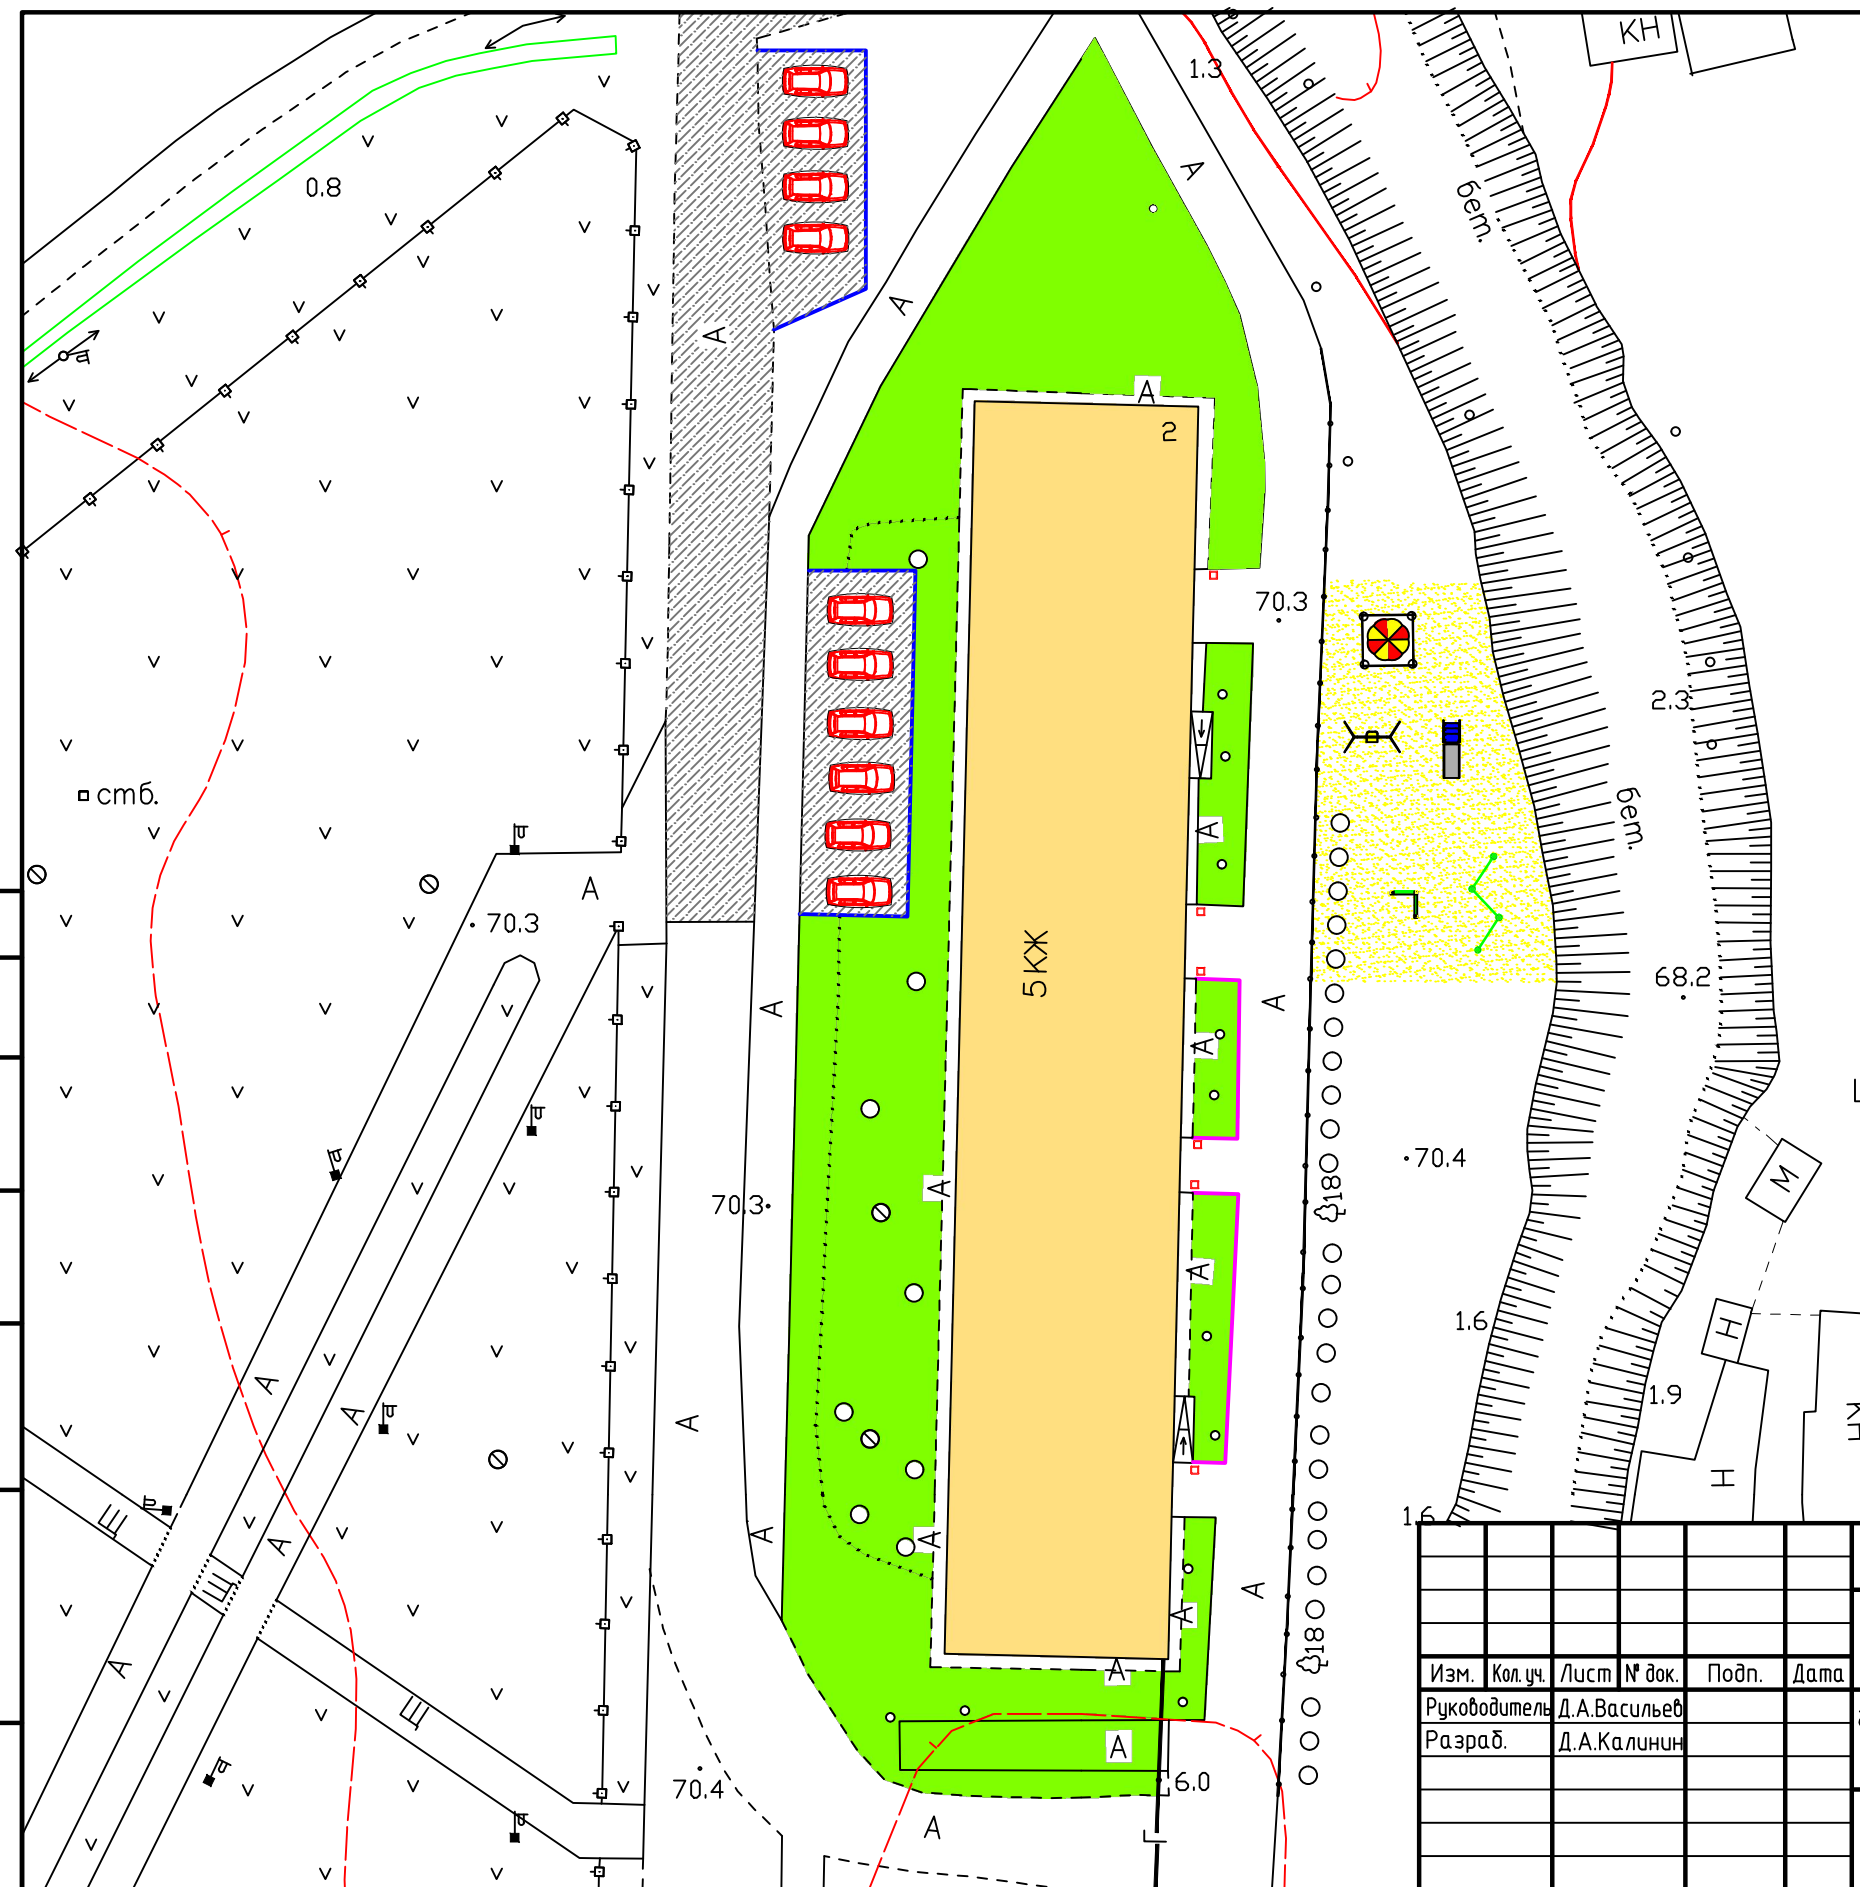 КН
1.3
А
0.8
бет.
А
А
А
2
70.3
2.3
стб.
бет.
А
А
70.3
5КЖ
68.2
А
А
А
70.4
18
А
70.3
М
А
1.6
Н
А
1.9
А
А
Н
1.6
Ш
А
А
А
Ш
А
А
18
А
А
Изм. Кол.уч. Лист № док. Подп. Дата
Руководитель Д.А.Васильев
Разраб. Д.А.Калинин
Ш
А
70.4
6.0
А
Г